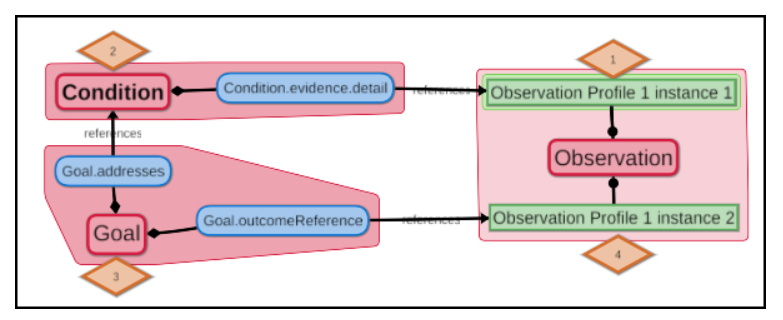 2
1
Condition
Condition.evidence.detail
references
Observation Profile 1 instance 1
references
Goal.addresses
Observation
Goal
Goal.outcomeReference
references
Observation Profile 1 instance 2
3
4